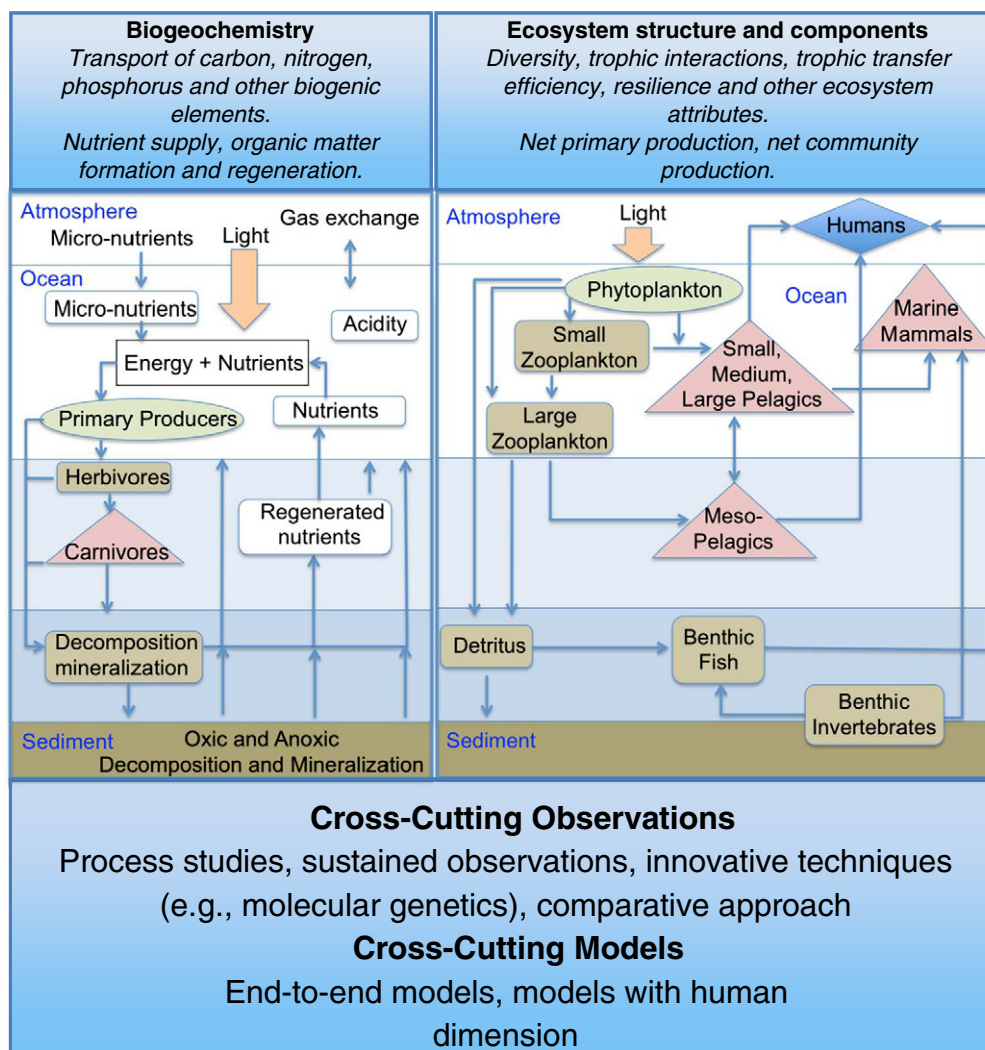 Biogeochemistry
Transport of carbon, nitrogen,
phosphorus and other biogenic
elements.
Nutrient supply, organic matter
formation and regeneration.
Atmosphere
Micro-nutrients
Light
Gas exchange
Ocean
Micro-nutrients
Acidity
Energy + Nutrients
Primary Producers
Nutrients
Herbivores
Regenerated
nutrients
Carnivores
Decomposition
mineralization
Sediment
Oxic and Anoxic
Decomposition and Mineralization
Ecosystem structure and components
Diversity, trophic interactions, trophic transfer
efficiency, resilience and other ecosystem
attributes.
Net primary production, net community
production.
Atmosphere
Light
Humans
Phytoplankton
Ocean
Marine
Mammals
Small
Zooplankton
Small,
Medium,
Large Pelagics
Large
Zooplankton
Meso-
Pelagics
Detritus
Benthic
Fish
Benthic
Invertebrates
Sediment
Cross-Cutting Observations
Process studies, sustained observations, innovative techniques
(e.g., molecular genetics), comparative approach
Cross-Cutting Models
End-to-end models, models with human
dimension